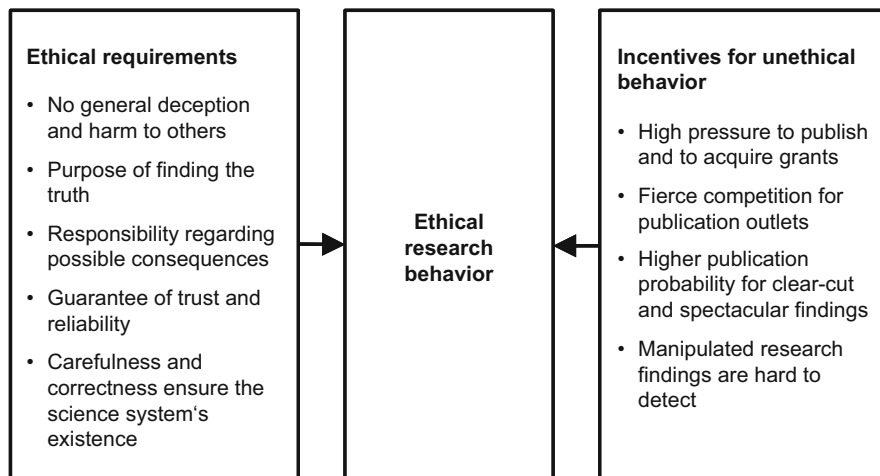 Ethical requirements
• No general deception
and harm to others
• Purpose of finding the
truth
• Responsibility regarding
possible consequences
• Guarantee of trust and
reliability
• Carefulness and
correctness ensure the
science system‘s
existence
Ethical
research
behavior
Incentives for unethical
behavior
• High pressure to publish
and to acquire grants
• Fierce competition for
publication outlets
• Higher publication
probability for clear-cut
and spectacular findings
• Manipulated research
findings are hard to
detect